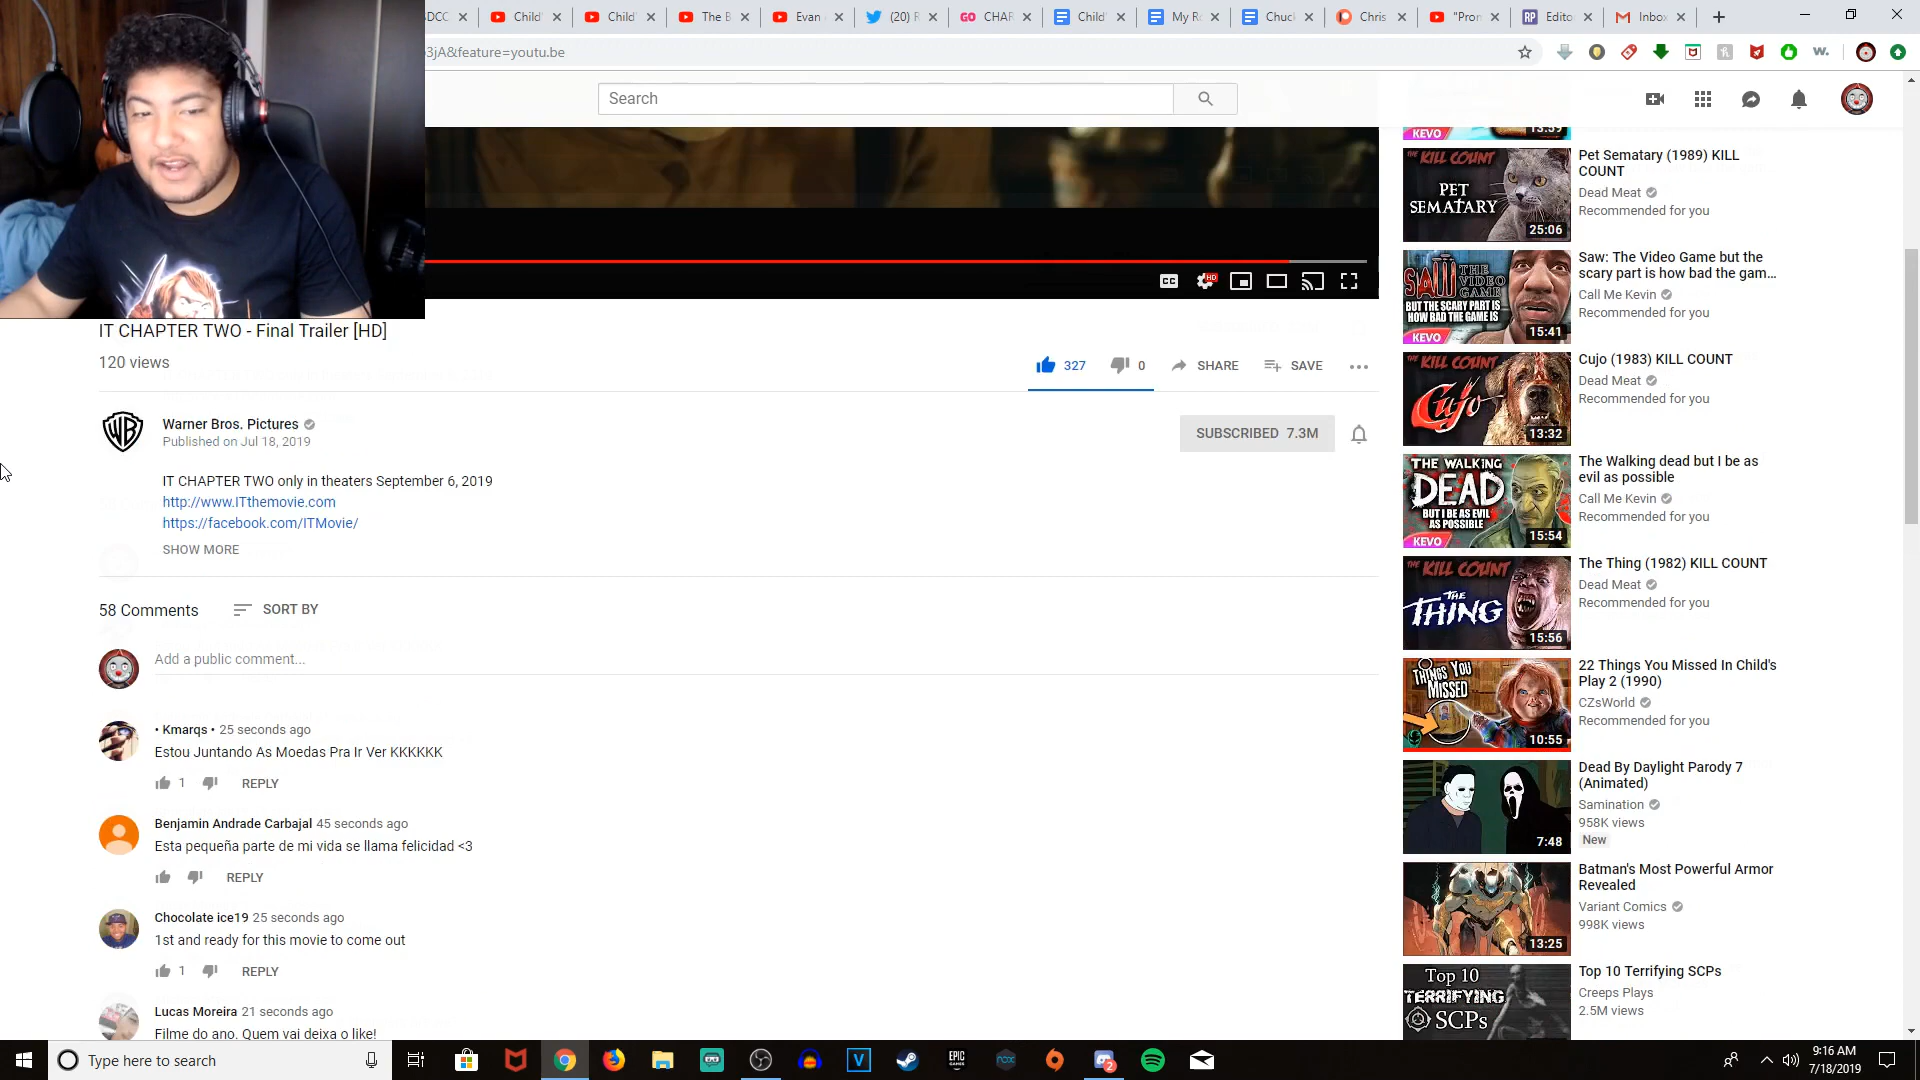 DCC
Child'
Child'
The B
Evan
(20) R
CHAR
Child'
My R
Chuc
Chris
"Pron
Edito
Inbox
3jA&feature=youtu.be
Search
IT CHAPTER TWO - Final Trailer [HD]
120 views
327
0
SHARE
SAVE
Warner Bros. Pictures
Published on Jul 18, 2019
SUBSCRIBED 7.3M
IT CHAPTER TWO only in theaters September 6, 2019
http://www.ITthemovie.com
https://facebook.com/ITMovie/
SHOW MORE
58 Comments
SORT BY
Add a public comment...
• Kmarqs • 25 seconds ago
Estou Juntando As Moedas Pra Ir Ver KKKKKK
1
REPLY
Benjamin Andrade Carbajal 45 seconds ago
Esta pequeña parte de mi vida se llama felicidad <3
REPLY
Chocolate ice19 25 seconds ago
1st and ready for this movie to come out
1
REPLY
Lucas Moreira 21 seconds ago
Filme do ano. Quem vai deixa o like!
KEVO
13:59
THE KILL COUNT
PET
SEMATARY
25:06
Pet Sematary (1989) KILL
COUNT
Dead Meat
Recommended for you
SAW THE
VIDEO
GAME
BUT THE SCARY PART IS
HOW BAD THE GAME IS
KEVO
15:41
Saw: The Video Game but the
scary part is how bad the gam...
Call Me Kevin
Recommended for you
THE KILL COUNT
Cujo
13:32
Cujo (1983) KILL COUNT
Dead Meat
Recommended for you
THE WALKING
DEAD
BUT I BE AS EVIL
AS POSSIBLE
KEVO
15:54
The Walking dead but I be as
evil as possible
Call Me Kevin
Recommended for you
THE KILL COUNT
THE
THING
15:56
The Thing (1982) KILL COUNT
Dead Meat
Recommended for you
THINGS YOU
MISSED
10:55
22 Things You Missed In Child's
Play 2 (1990)
CZsWorld
Recommended for you
7:48
Dead By Daylight Parody 7
(Animated)
Samination
958K views
New
13:25
Batman's Most Powerful Armor
Revealed
Variant Comics
998K views
Top 10
TERRIFYING
SCPs
Top 10 Terrifying SCPs
Creeps Plays
2.5M views
Type here to search
9:16 AM
7/18/2019